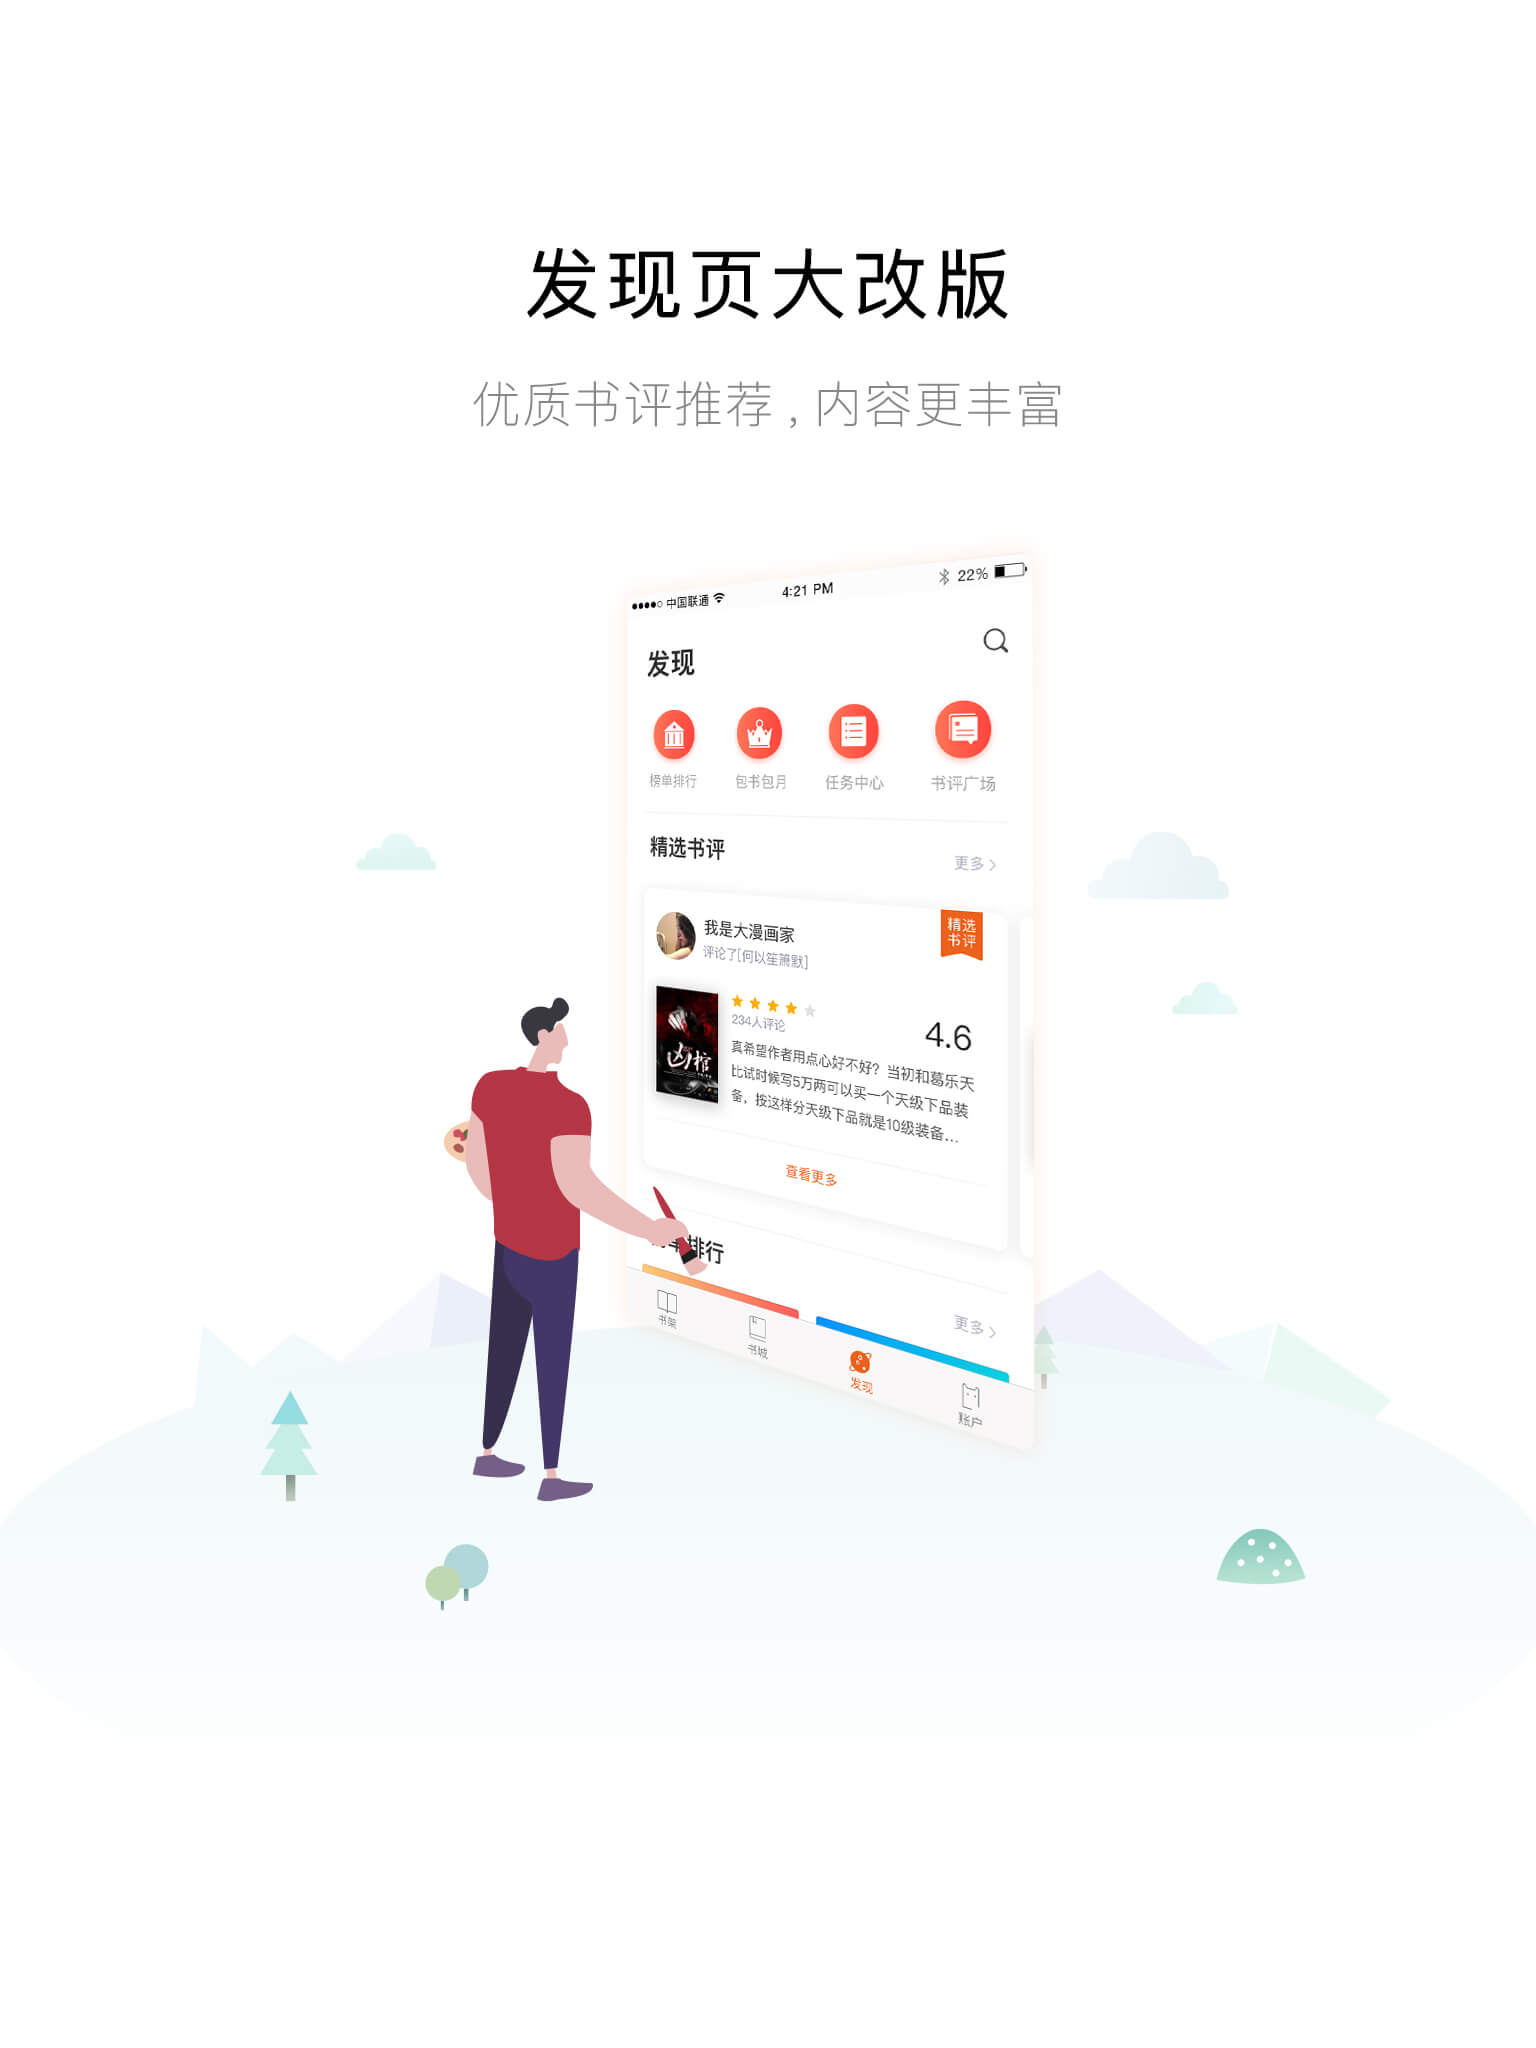 发现页大改版
优质书评推荐，内容更丰富
中国联通 4:21 PM 22%
发现
榜单排行 包书包月 任务中心 书评广场
精选书评 更多
我是大漫画家
评论了[何以笙箫默]
精选
书评
凶棺
234人评论
4.6
真希望作者用点心好不好？当初和葛乐天
比试时候写5万两可以买一个天级下品装
备，按这样分天级下品就是10级装备...
查看更多
单排行
更多
书架 书城 发现 账户